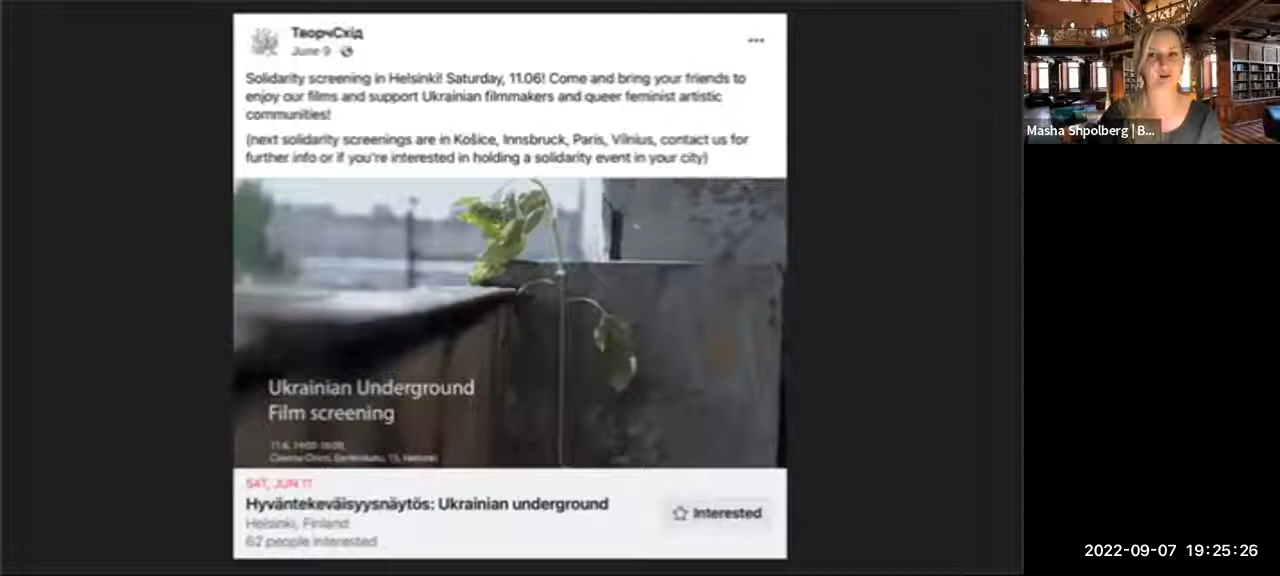 ТворчСхід
June 9
Solidarity screening in Helsinki! Saturday, 11.06! Come and bring your friends to
enjoy our films and support Ukrainian filmmakers and queer feminist artistic
communities!
(next solidarity screenings are in Košice, Innsbruck, Paris, Vilnius, contact us for
further info or if you're interested in holding a solidarity event in your city)
Ukrainian Underground
Film screening
SAT, JUN 11
Hyväntekeväisyysnäytös: Ukrainian underground
Helsinki, Finland
62 people interested
Interested
Masha Shpolberg | B...
2022-09-07 19:25:26